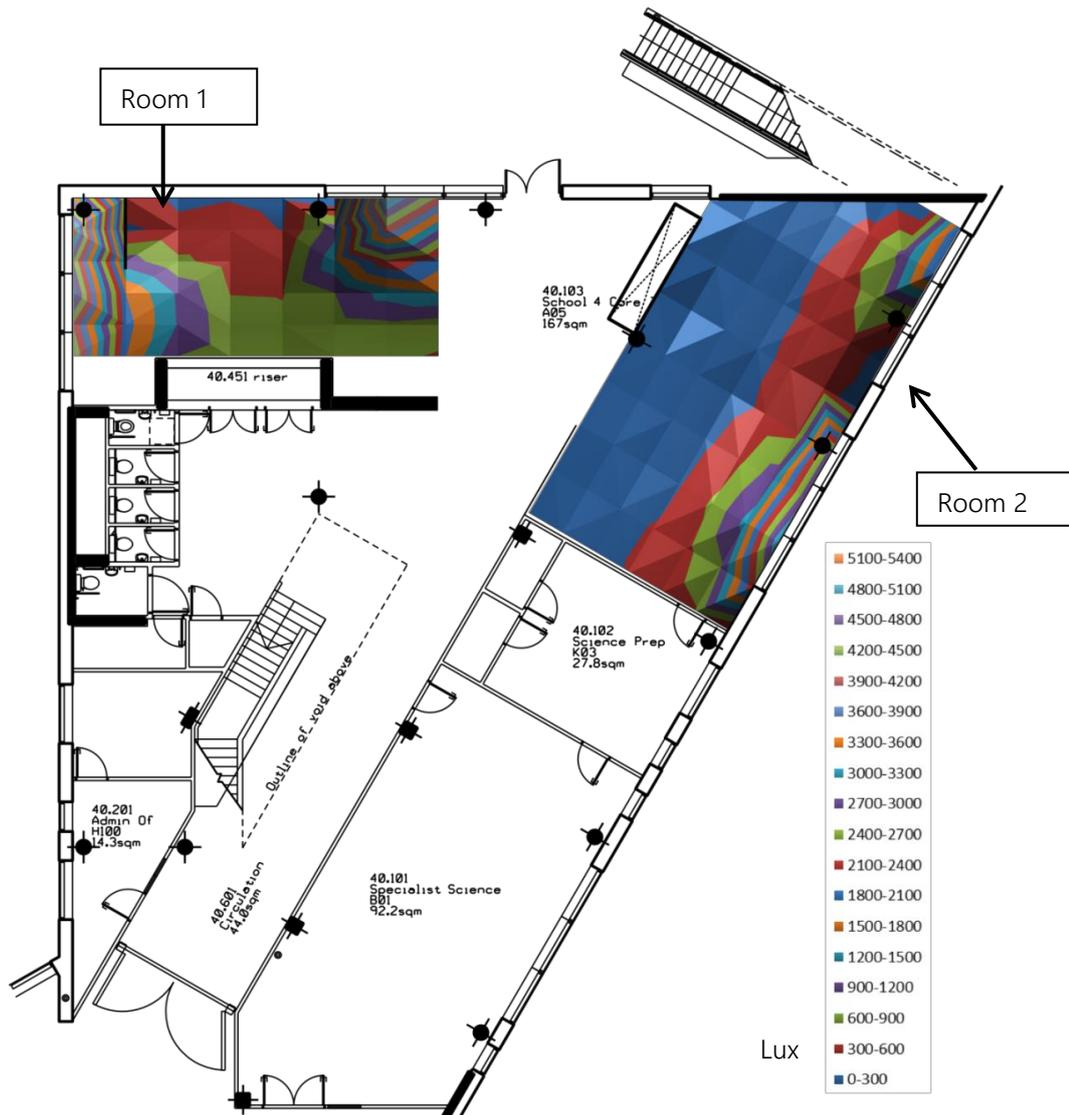 Room 1
40.103
School 4 Core
A05
167sqm
40.451 riser
Room 2
40.102
Science Prep
K03
27.8sqm
Outline of void above
40.201
Admin Of
H100
14.3sqm
40.601
Circulation
44.0sqm
40.101
Specialist Science
B01
92.2sqm
Lux
5100-5400
4800-5100
4500-4800
4200-4500
3900-4200
3600-3900
3300-3600
3000-3300
2700-3000
2400-2700
2100-2400
1800-2100
1500-1800
1200-1500
900-1200
600-900
300-600
0-300